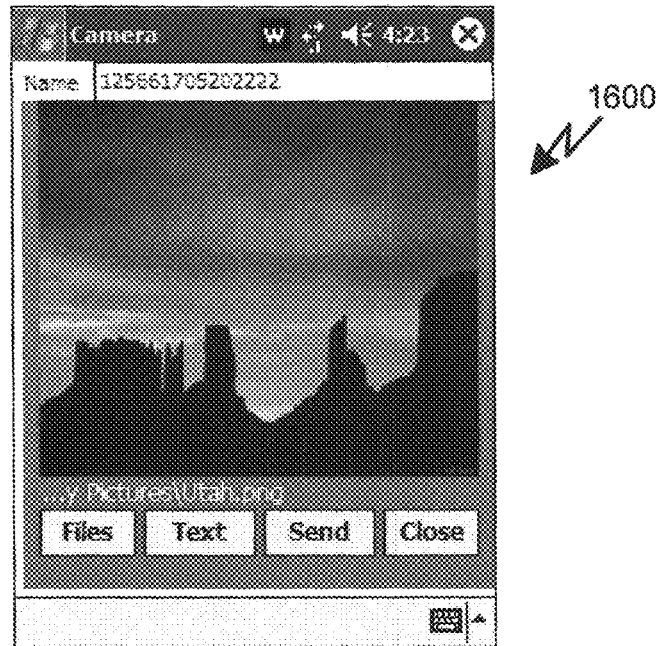 Camera W 4:23
Name 125661705202222
1600
...y Pictures\Utah.png
Files Text Send Close